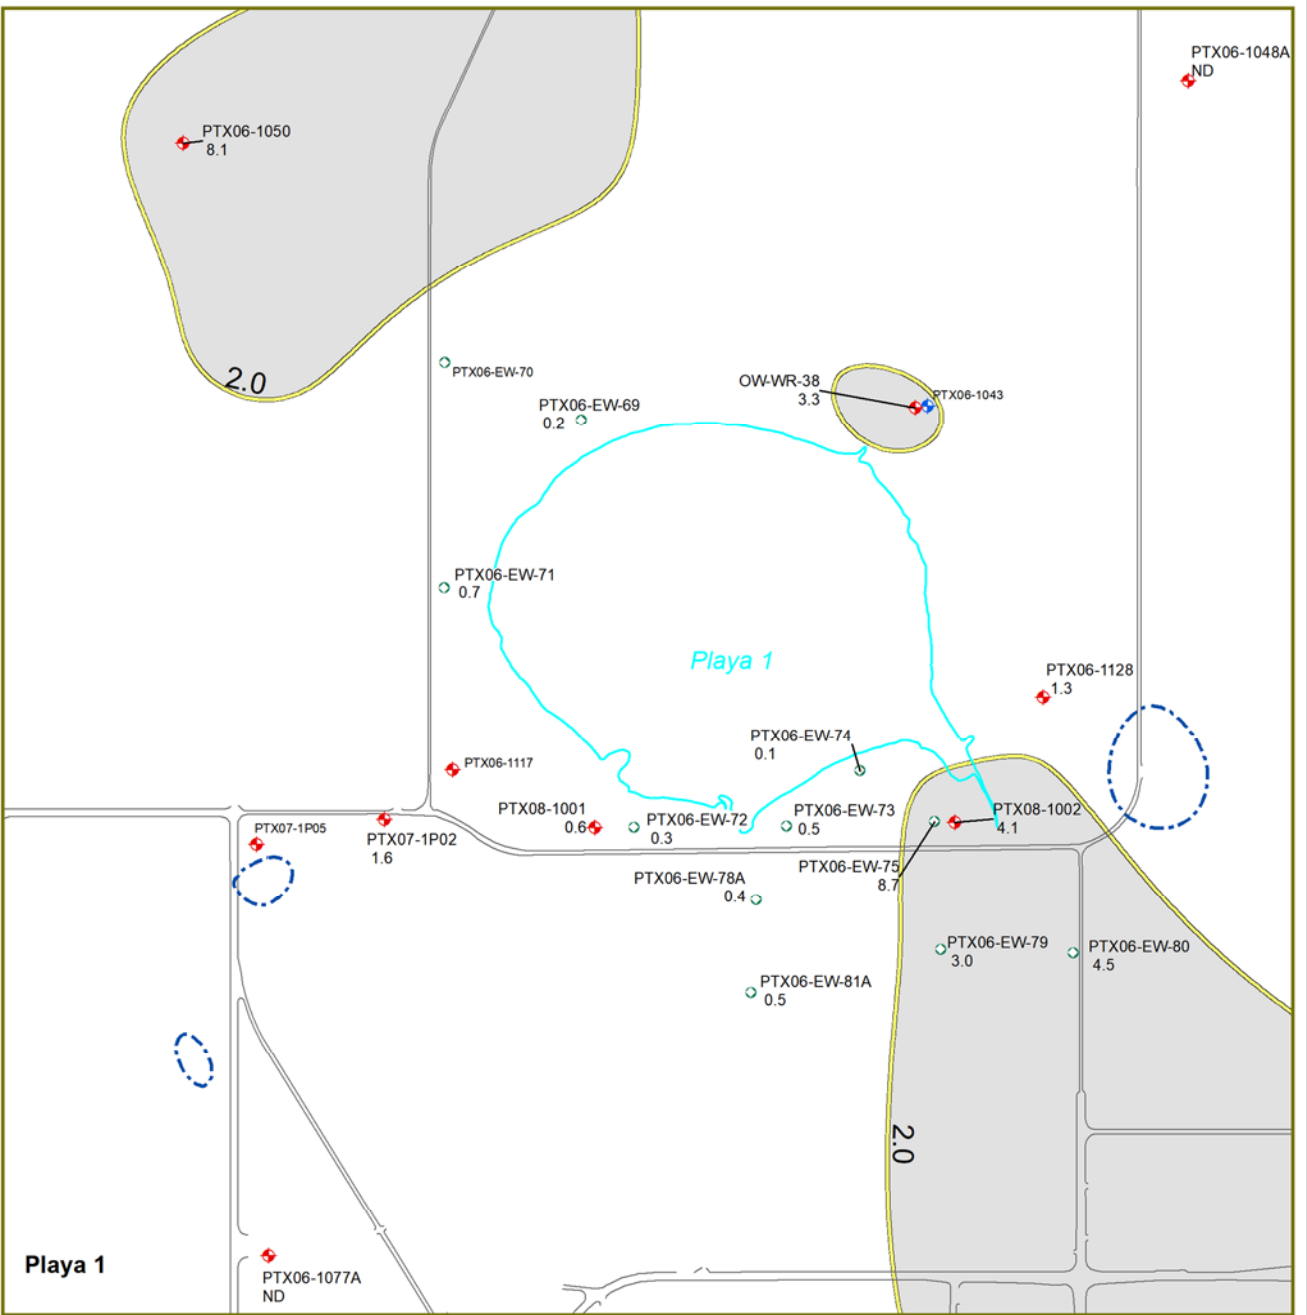 PTX06-1048A
ND
PTX06-1050
8.1
PTX06-EW-70
2.0
OW-WR-38
3.3
PTX06-1043
PTX06-EW-69
0.2
PTX06-EW-71
0.7
Playa 1
PTX06-1128
1.3
PTX06-EW-74
0.1
PTX06-1117
PTX08-1001
0.6
PTX06-EW-72
0.3
PTX06-EW-73
0.5
PTX08-1002
4.1
PTX07-1P05
PTX07-1P02
1.6
PTX06-EW-75
8.7
PTX06-EW-78A
0.4
PTX06-EW-79
3.0
PTX06-EW-80
4.5
PTX06-EW-81A
0.5
2.0
Playa 1
PTX06-1077A
ND